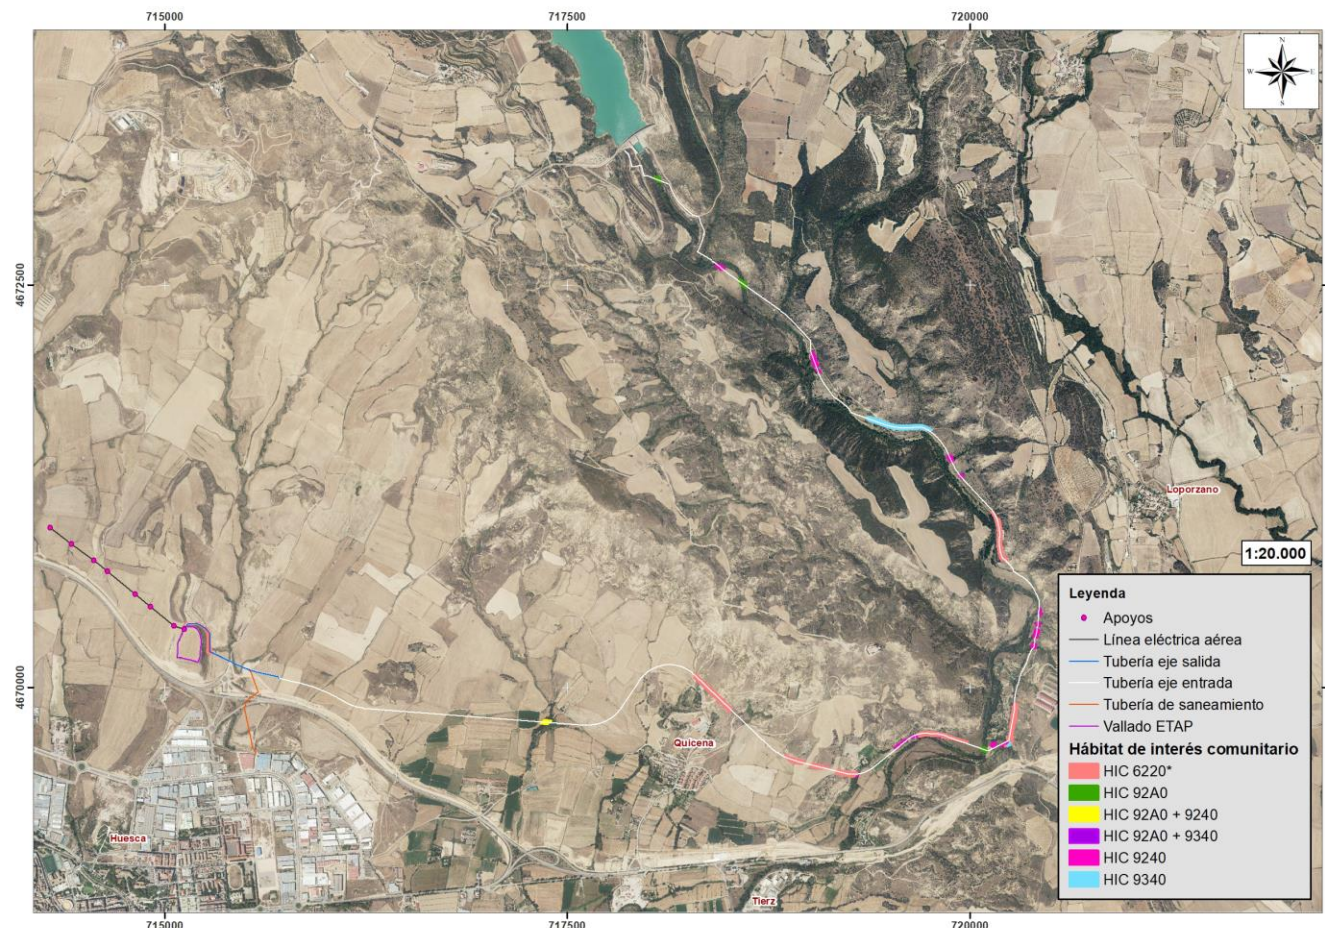 715000
717500
720000
N
W
E
S
4672500
Loporzano
1:20.000
Leyenda
Apoyos
Línea eléctrica aérea
Tubería eje salida
Tubería eje entrada
Tubería de saneamiento
Vallado ETAP
Hábitat de interés comunitario
HIC 6220*
HIC 92A0
HIC 92A0 + 9240
HIC 92A0 + 9340
HIC 9240
HIC 9340
4670000
Quicena
Huesca
Tierz
715000
717500
720000